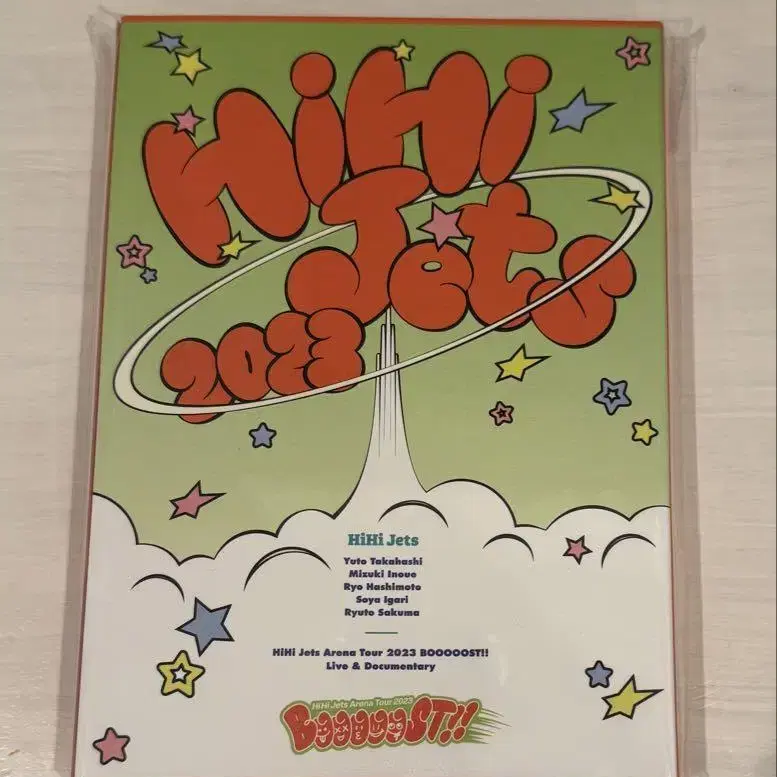 HiHi
Jets
2023
HiHi Jets
Yuto Takahashi
Mizuki Inoue
Ryo Hashimoto
Soya Igari
Ryuto Sakuma
HiHi Jets Arena Tour 2023 BOOOOOST!!
Live & Documentary
HiHi Jets Arena Tour 2023
BOOOOOST!!